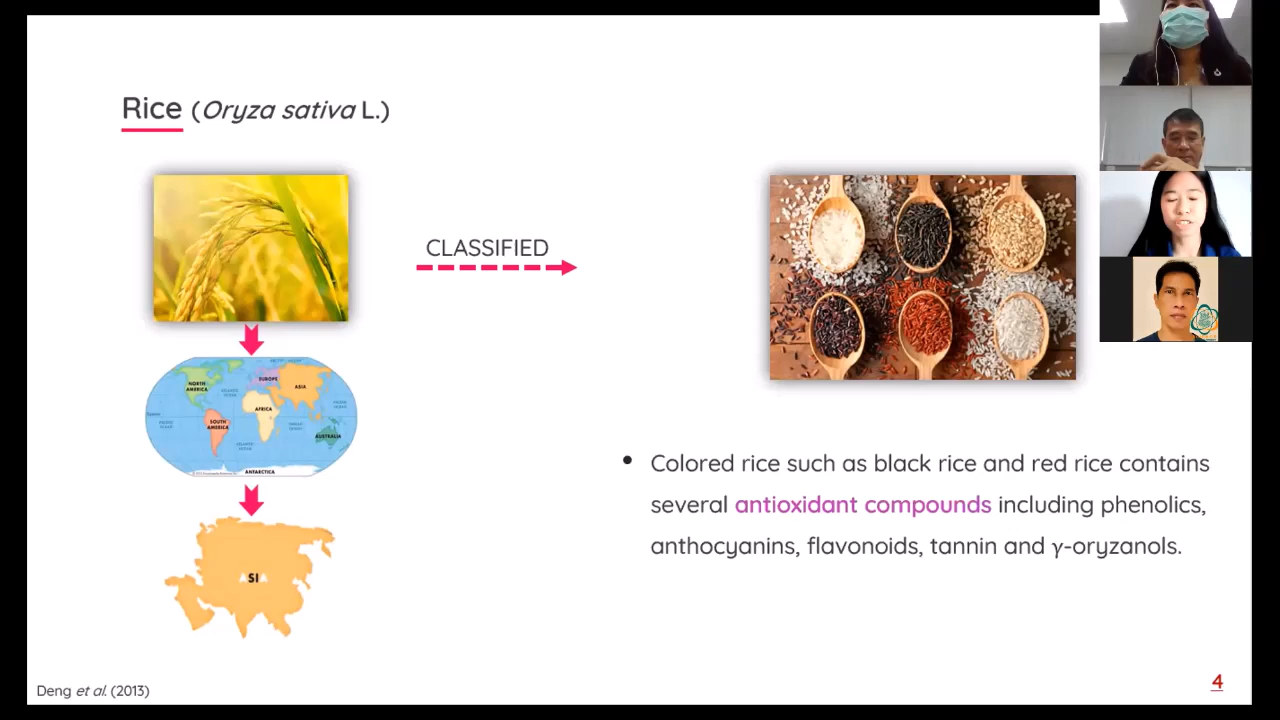 Rice (Oryza sativa L.)
CLASSIFIED
NORTH
AMERICA
EUROPE
ASIA
AFRICA
SOUTH
AMERICA
AUSTRALIA
ANTARCTICA
ASIA
• Colored rice such as black rice and red rice contains
several antioxidant compounds including phenolics,
anthocyanins, flavonoids, tannin and γ-oryzanols.
Deng et al. (2013)
4